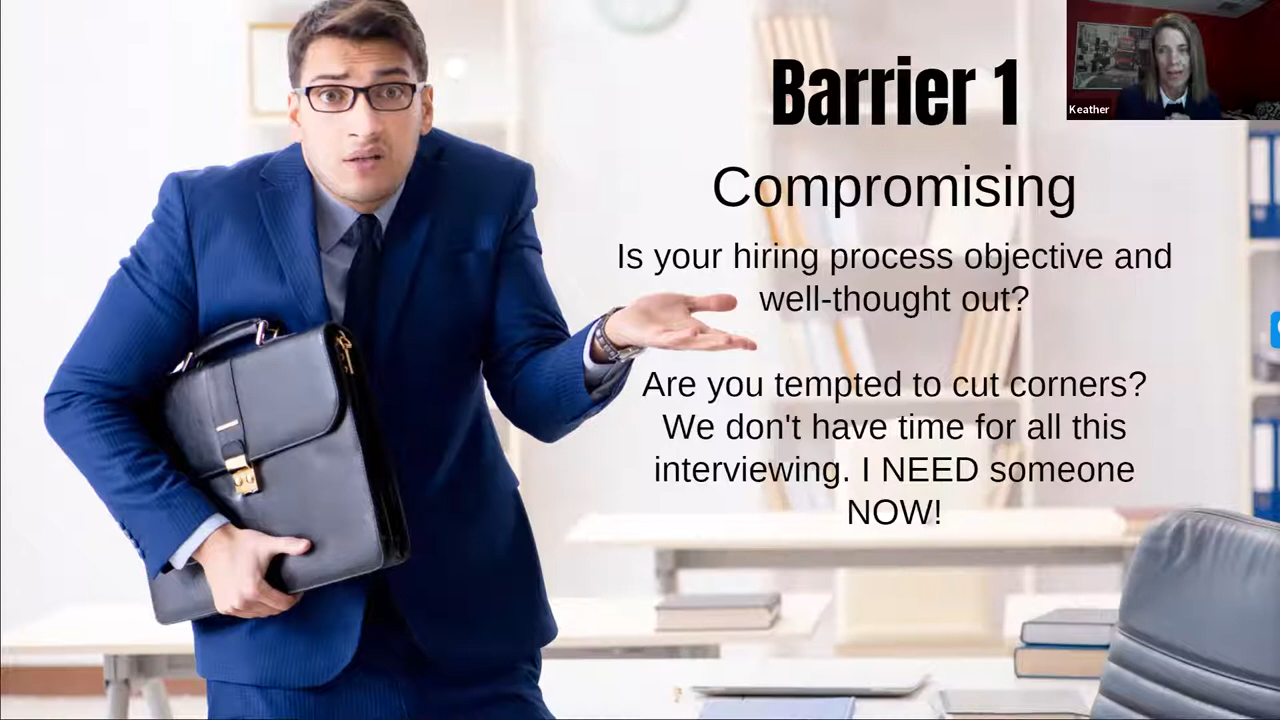 Barrier 1
Keather
Compromising
Is your hiring process objective and
well-thought out?
Are you tempted to cut corners?
We don't have time for all this
interviewing. I NEED someone
NOW!